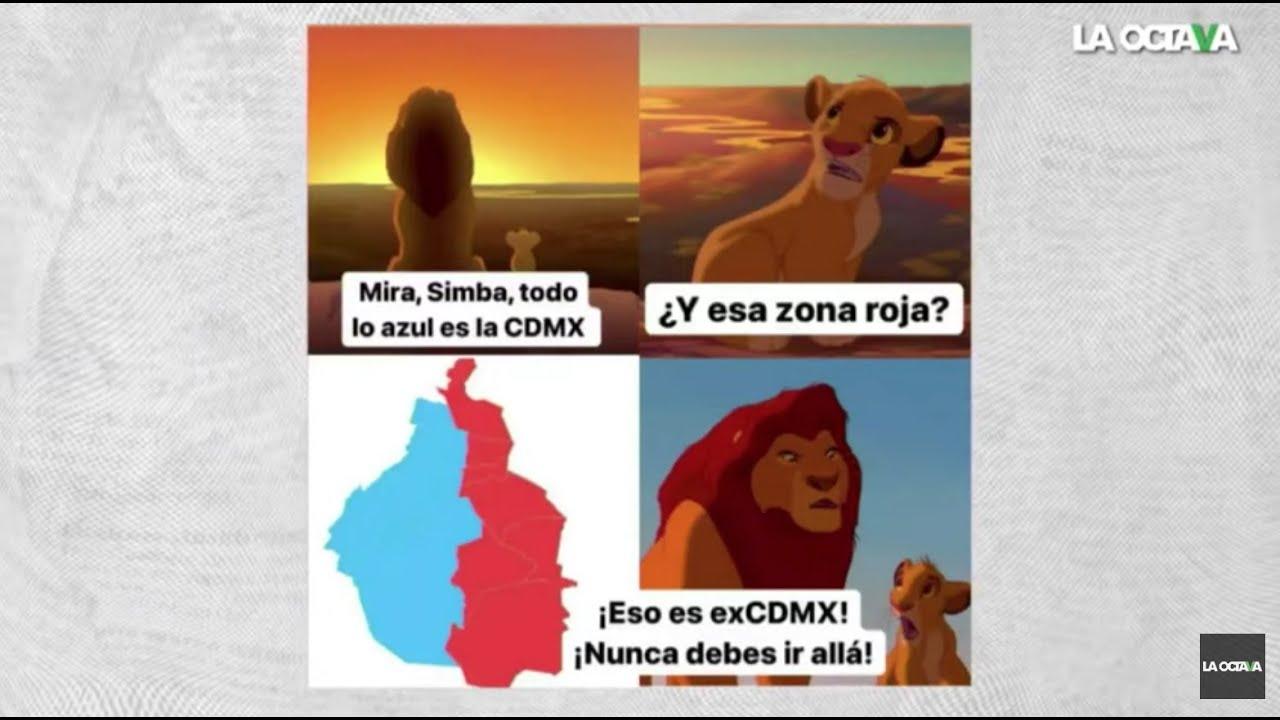 LA OCTAVA
Mira, Simba, todo
lo azul es la CDMX
¿Y esa zona roja?
¡Eso es exCDMX!
¡Nunca debes ir allá!
LA OCTAVA